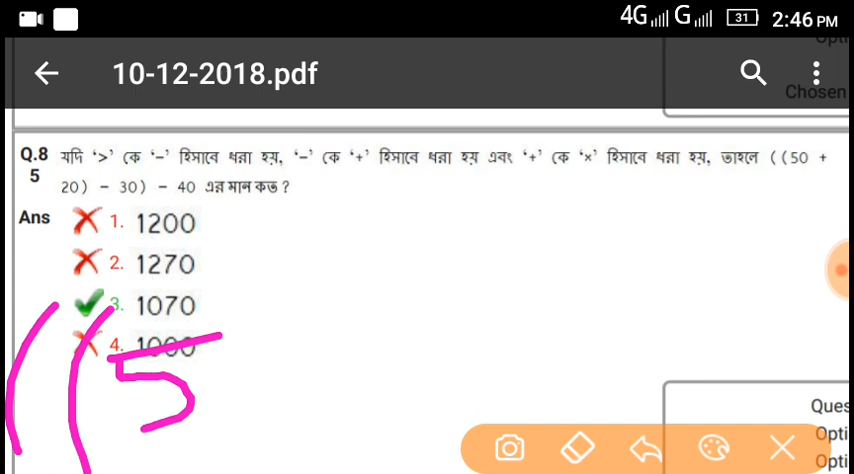 4G G 31 2:46 PM
10-12-2018.pdf
Chosen
Q.8 যদি ‘>’ কে ‘−’ হিসাবে ধরা হয়, ‘−’ কে ‘+’ হিসাবে ধরা হয় এবং ‘+’ কে ‘×’ হিসাবে ধরা হয়, তাহলে ((50 +
5 20) − 30) − 40 এর মান কত ?
Ans 1. 1200
2. 1270
3. 1070
4. 1000
((5
Ques
Opti
Opti